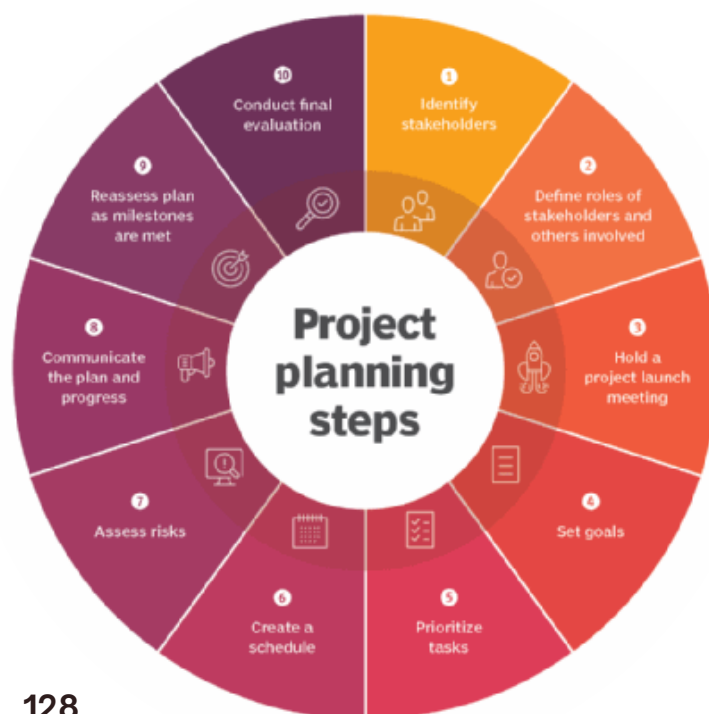 Project
planning
steps
1
Identify
stakeholders
2
Define roles of
stakeholders and
others involved
3
Hold a
project launch
meeting
4
Set goals
5
Prioritize
tasks
6
Create a
schedule
7
Assess risks
8
Communicate
the plan and
progress
9
Reassess plan
as milestones
are met
10
Conduct final
evaluation
128